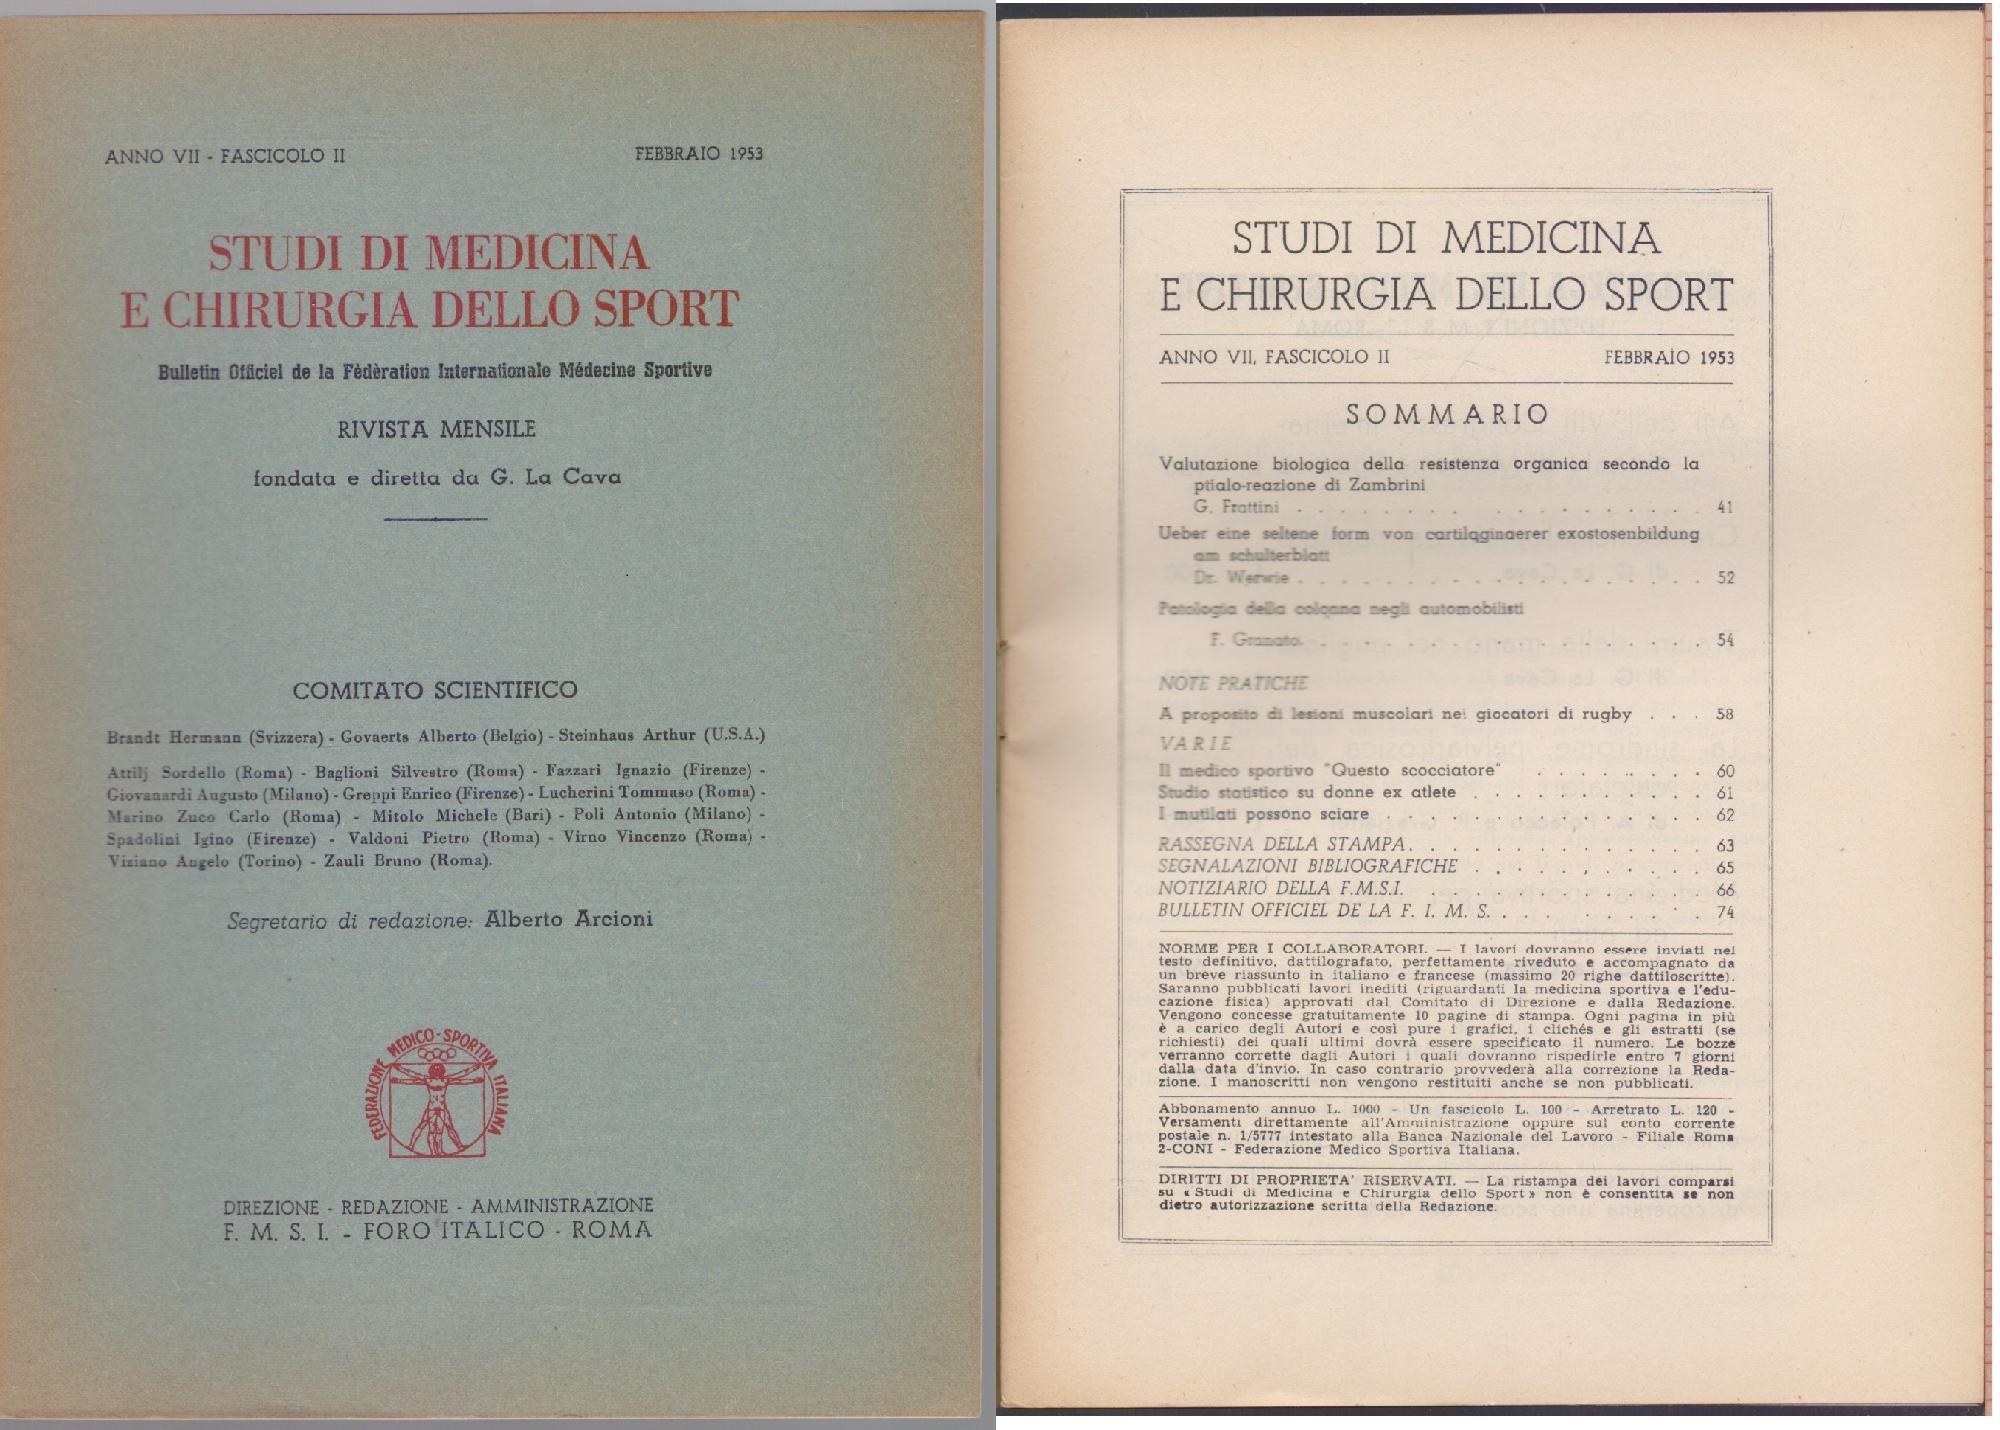 ANNO VII - FASCICOLO II
FEBBRAIO 1953
STUDI DI MEDICINA
E CHIRURGIA DELLO SPORT
Bulletin Officiel de la Fèdèration Internationale Médecine Sportive
RIVISTA MENSILE
fondata e diretta da G. La Cava
COMITATO SCIENTIFICO
Brandt Hermann (Svizzera) - Govaerts Alberto (Belgio) - Steinhaus Arthur (U.S.A.)
Attilj Sordello (Roma) - Baglioni Silvestro (Roma) - Fazzari Ignazio (Firenze) -
Giovanardi Augusto (Milano) - Greppi Enrico (Firenze) - Lucherini Tommaso (Roma) -
Marino Zuco Carlo (Roma) - Mitolo Michele (Bari) - Poli Antonio (Milano) -
Spadolini Igino (Firenze) - Valdoni Pietro (Roma) - Virno Vincenzo (Roma) -
Viziano Angelo (Torino) - Zauli Bruno (Roma).
Segretario di redazione: Alberto Arcioni
FEDERAZIONE MEDICO-SPORTIVA ITALIANA
DIREZIONE - REDAZIONE - AMMINISTRAZIONE
F. M. S. I. - FORO ITALICO - ROMA
STUDI DI MEDICINA
E CHIRURGIA DELLO SPORT
ANNO VII, FASCICOLO II
FEBBRAIO 1953
SOMMARIO
Valutazione biologica della resistenza organica secondo la
ptialo-reazione di Zambrini
G. Frattini . . . . . . . . . . . . . . . . . . 41
Ueber eine seltene form von cartilqginaerer exostosenbildung
am schulterblatt
Dr. Werwie . . . . . . . . . . . . . . . . . . 52
Patologia della colonna negli automobilisti
F. Granato . . . . . . . . . . . . . . . . . 54
NOTE PRATICHE
A proposito di lesioni muscolari nei giocatori di rugby . . . 58
VARIE
Il medico sportivo "Questo scocciatore" . . . . . . . . 60
Studio statistico su donne ex atlete . . . . . . . . . . 61
I mutilati possono sciare . . . . . . . . . . . . . . 62
RASSEGNA DELLA STAMPA. . . . . . . . . . . . . 63
SEGNALAZIONI BIBLIOGRAFICHE . . . . . . . . . . 65
NOTIZIARIO DELLA F.M.S.I. . . . . . . . . . . . . 66
BULLETIN OFFICIEL DE LA F. I. M. S. . . . . . . . . 74
NORME PER I COLLABORATORI. — I lavori dovranno essere inviati nel
testo definitivo, dattilografato, perfettamente riveduto e accompagnato da
un breve riassunto in italiano e francese (massimo 20 righe dattiloscritte).
Saranno pubblicati lavori inediti (riguardanti la medicina sportiva e l'edu-
cazione fisica) approvati dal Comitato di Direzione e dalla Redazione.
Vengono concesse gratuitamente 10 pagine di stampa. Ogni pagina in più
è a carico degli Autori e così pure i grafici, i clichés e gli estratti (se
richiesti) dei quali ultimi dovrà essere specificato il numero. Le bozze
verranno corrette dagli Autori i quali dovranno rispedirle entro 7 giorni
dalla data d'invio. In caso contrario provvederà alla correzione la Reda-
zione. I manoscritti non vengono restituiti anche se non pubblicati.
Abbonamento annuo L. 1000 - Un fascicolo L. 100 - Arretrato L. 120 -
Versamenti direttamente all'Amministrazione oppure sul conto corrente
postale n. 1/5777 intestato alla Banca Nazionale del Lavoro - Filiale Roma
2-CONI - Federazione Medico Sportiva Italiana.
DIRITTI DI PROPRIETA' RISERVATI. — La ristampa dei lavori comparsi
su « Studi di Medicina e Chirurgia dello Sport » non è consentita se non
dietro autorizzazione scritta della Redazione.